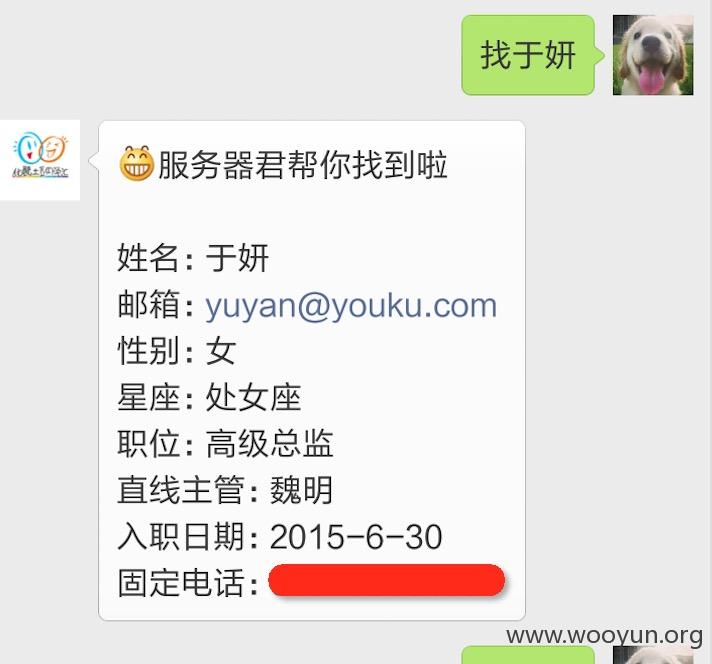 找于妍
服务器君帮你找到啦
姓名：于妍
邮箱：yuyan@youku.com
性别：女
星座：处女座
职位：高级总监
直线主管：魏明
入职日期：2015-6-30
固定电话：
www.wooyun.org